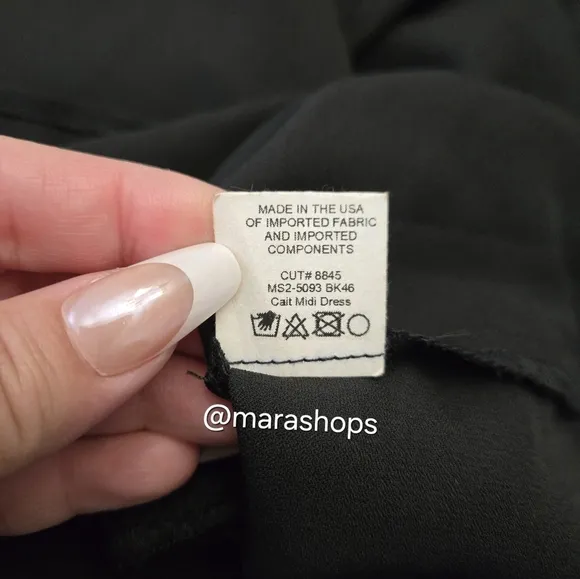 MADE IN THE USA
OF IMPORTED FABRIC
AND IMPORTED
COMPONENTS
CUT# 8845
MS2-5093 BK46
Cait Midi Dress
@marashops